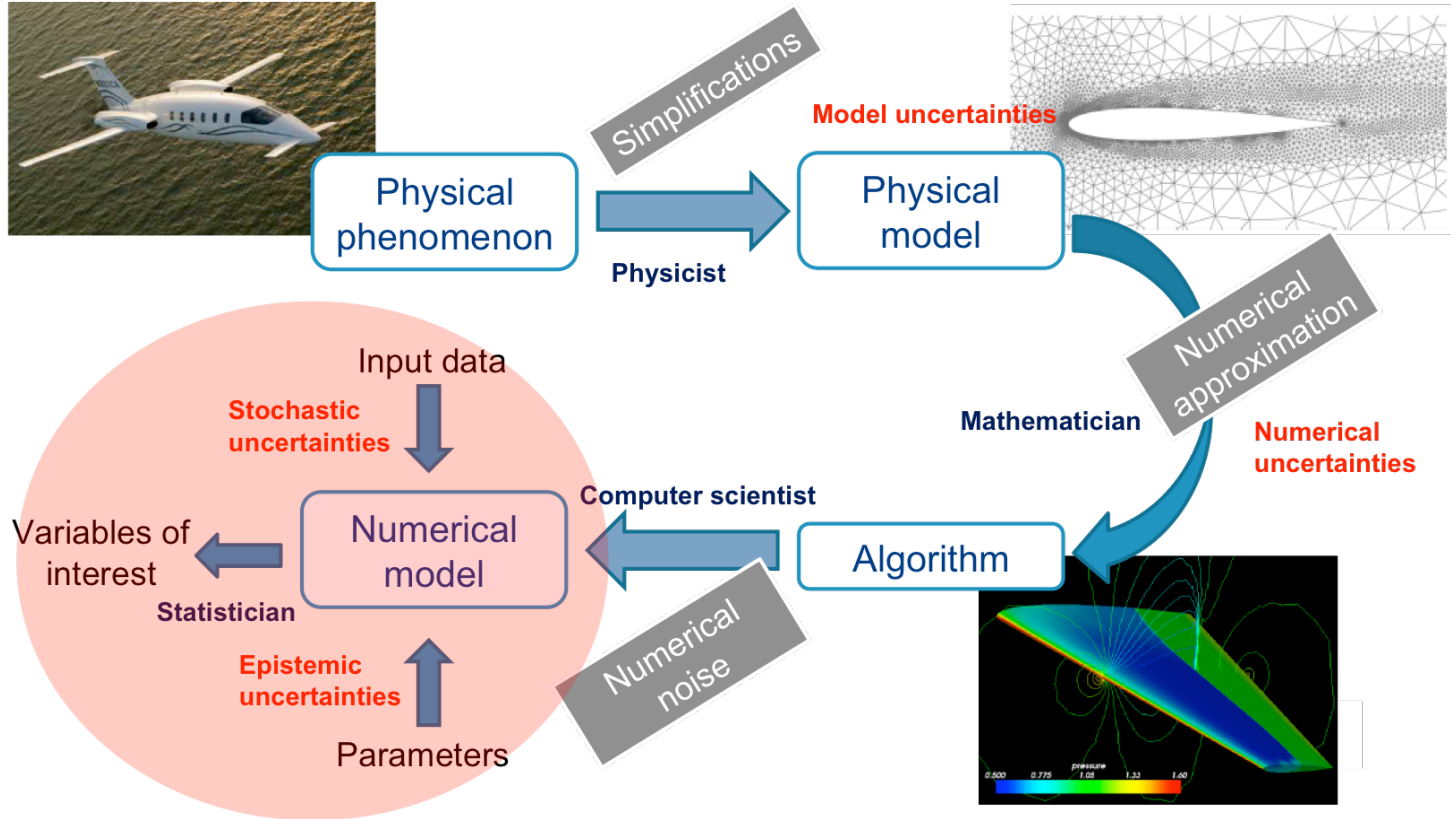 Simplifications
Model uncertainties
Physical
phenomenon
Physical
model
Physicist
Numerical
approximation
Input data
Stochastic
uncertainties
Mathematician
Numerical
uncertainties
Computer scientist
Variables of
interest
Numerical
model
Algorithm
Statistician
Epistemic
uncertainties
Numerical
noise
Parameters
pressure
0.500 0.775 1.05 1.33 1.60